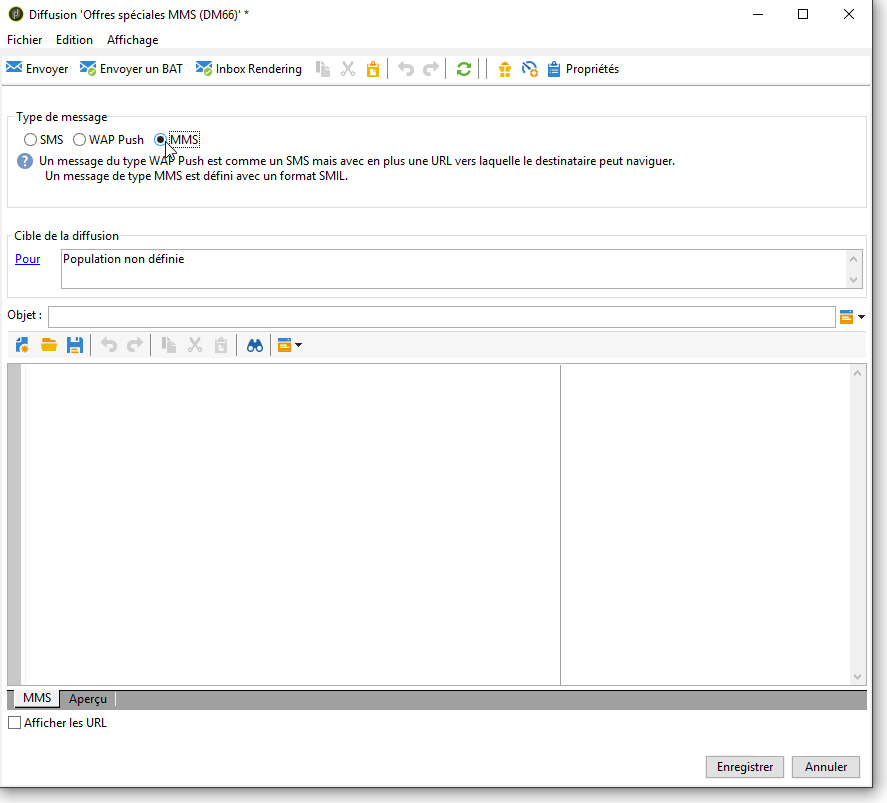 Diffusion 'Offres spéciales MMS (DM66)' *
Fichier Edition Affichage
Envoyer Envoyer un BAT Inbox Rendering Propriétés
Type de message
SMS WAP Push MMS
Un message du type WAP Push est comme un SMS mais avec en plus une URL vers laquelle le destinataire peut naviguer.
Un message de type MMS est défini avec un format SMIL.
Cible de la diffusion
Pour Population non définie
Objet :
MMS Aperçu
Afficher les URL
Enregistrer Annuler